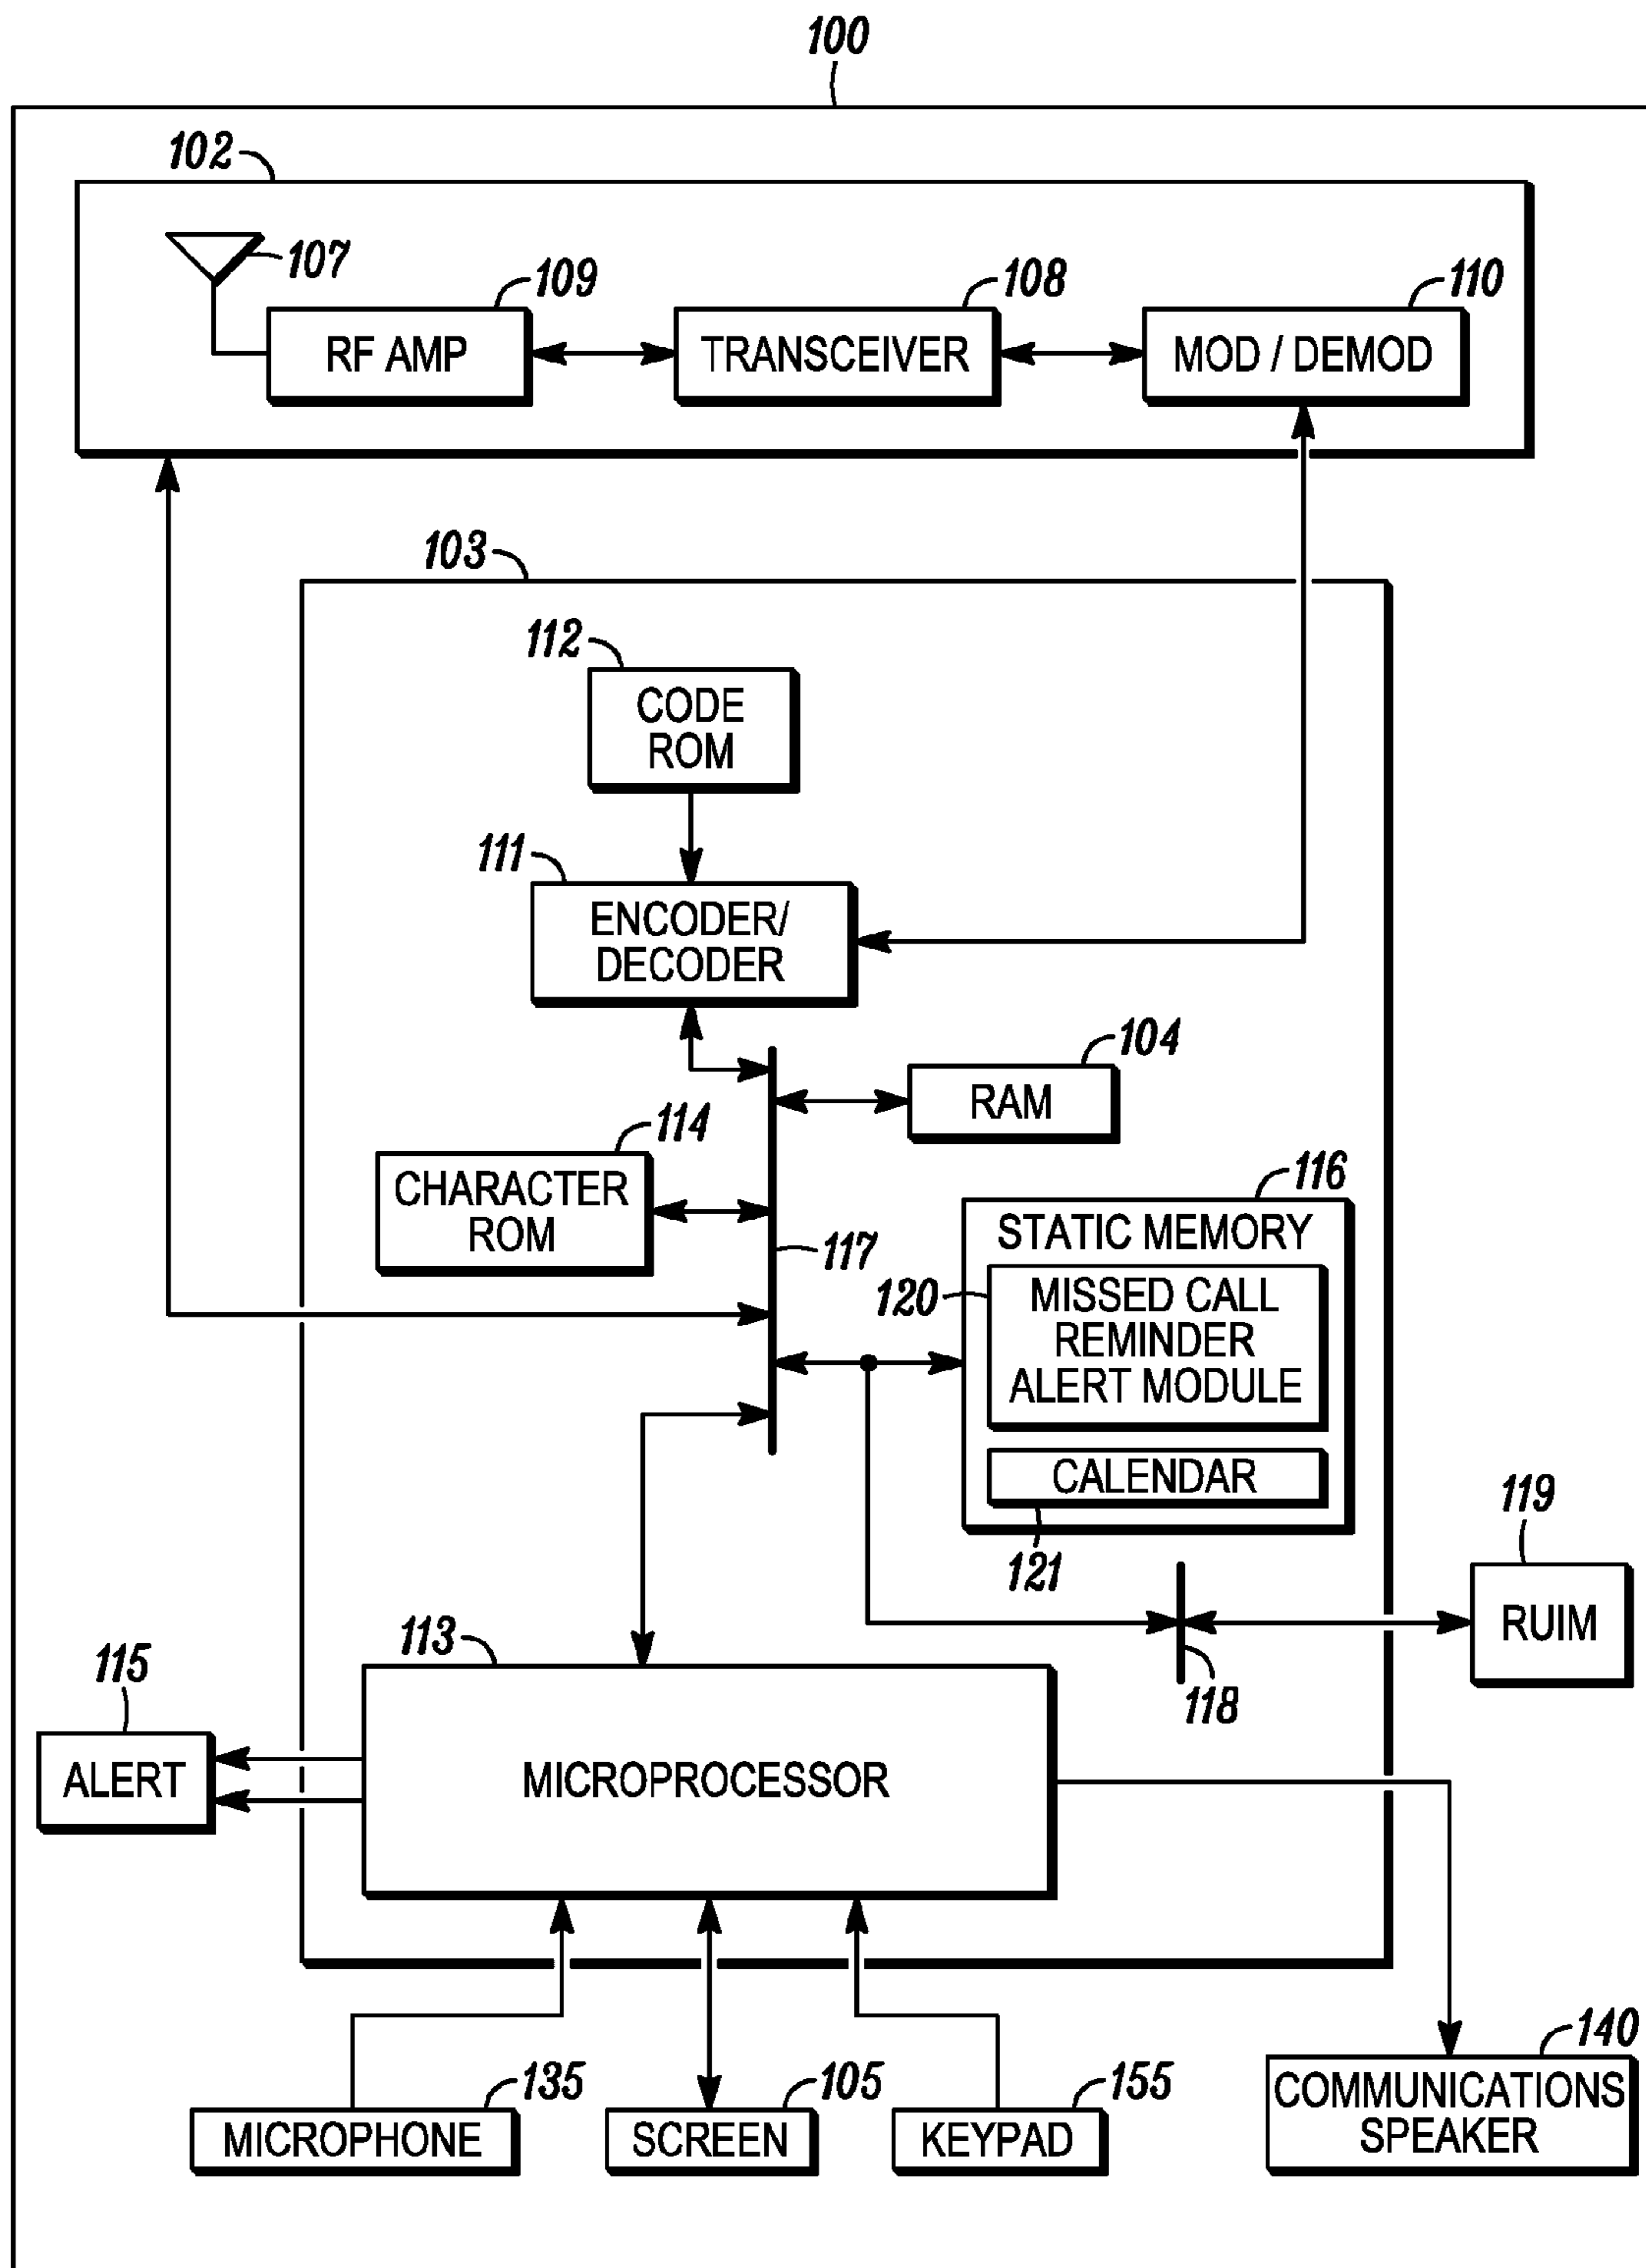 100
102
107
109
108
110
RF AMP
TRANSCEIVER
MOD / DEMOD
103
112
CODE
ROM
111
ENCODER/
DECODER
104
RAM
114
CHARACTER
ROM
117
116
STATIC MEMORY
120
MISSED CALL
REMINDER
ALERT MODULE
CALENDAR
121
119
RUIM
118
113
MICROPROCESSOR
115
ALERT
135
MICROPHONE
105
SCREEN
155
KEYPAD
140
COMMUNICATIONS
SPEAKER